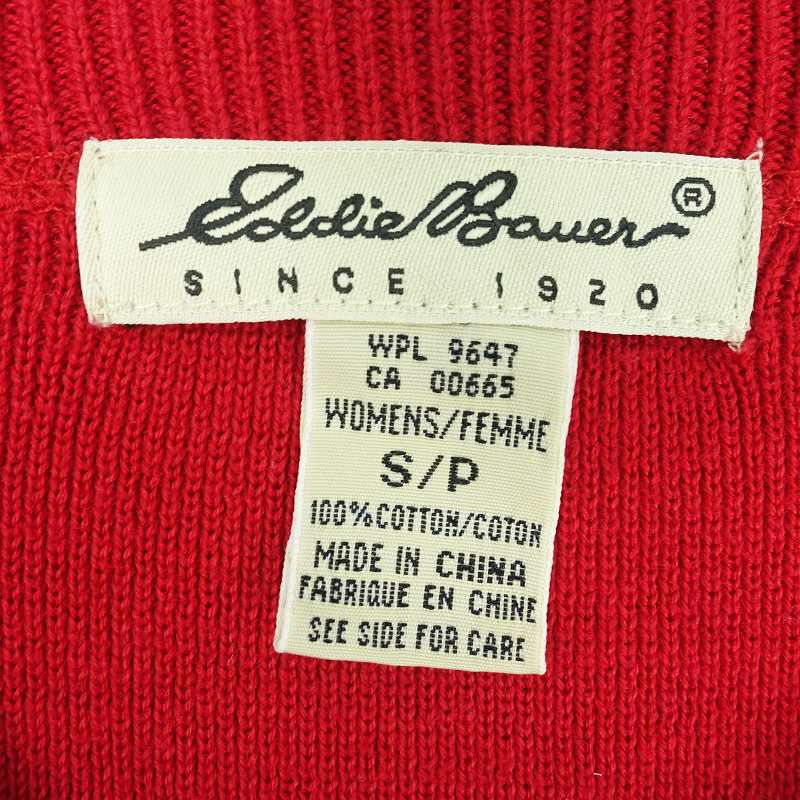 Eddie Bauer®
SINCE 1920
WPL 9647
CA 00665
WOMENS/FEMME
S/P
100% COTTON/COTON
MADE IN CHINA
FABRIQUE EN CHINE
SEE SIDE FOR CARE